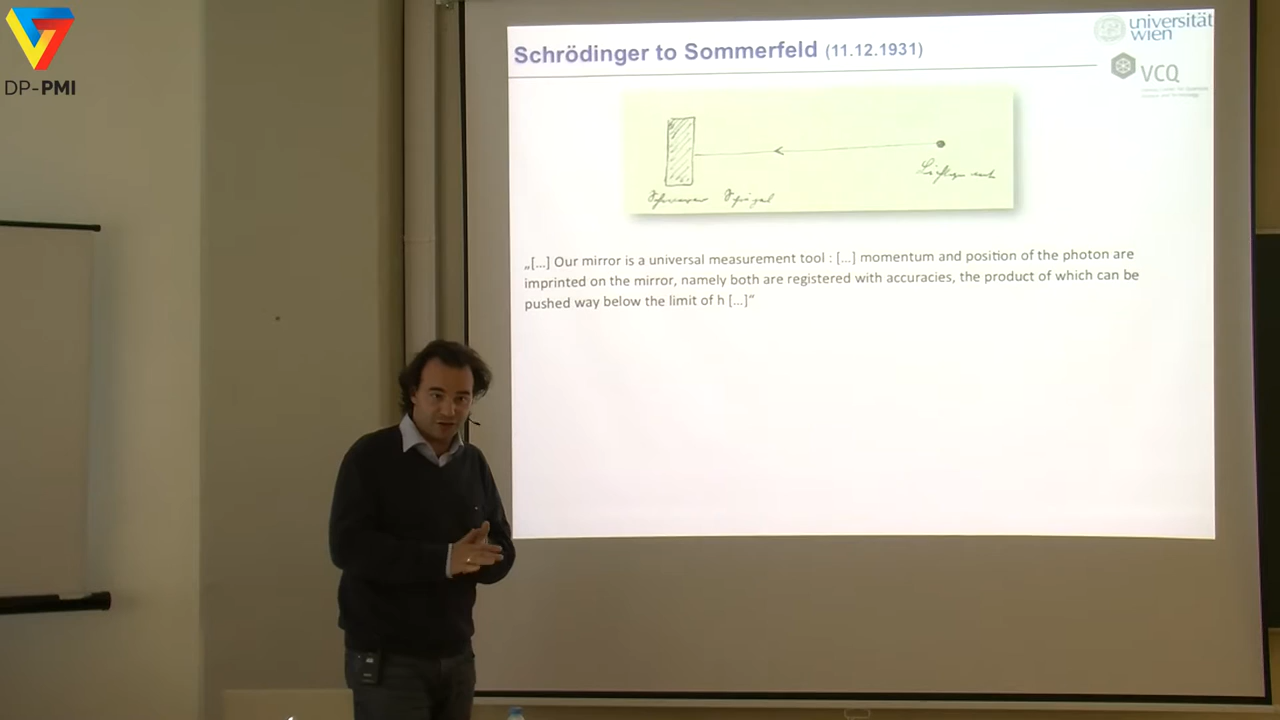 DP-PMI
Schrödinger to Sommerfeld (11.12.1931)
universität
wien
VCQ
Schwerer Spiegel
„[...] Our mirror is a universal measurement tool : [...] momentum and position of the photon are
imprinted on the mirror, namely both are registered with accuracies, the product of which can be
pushed way below the limit of h [...]“